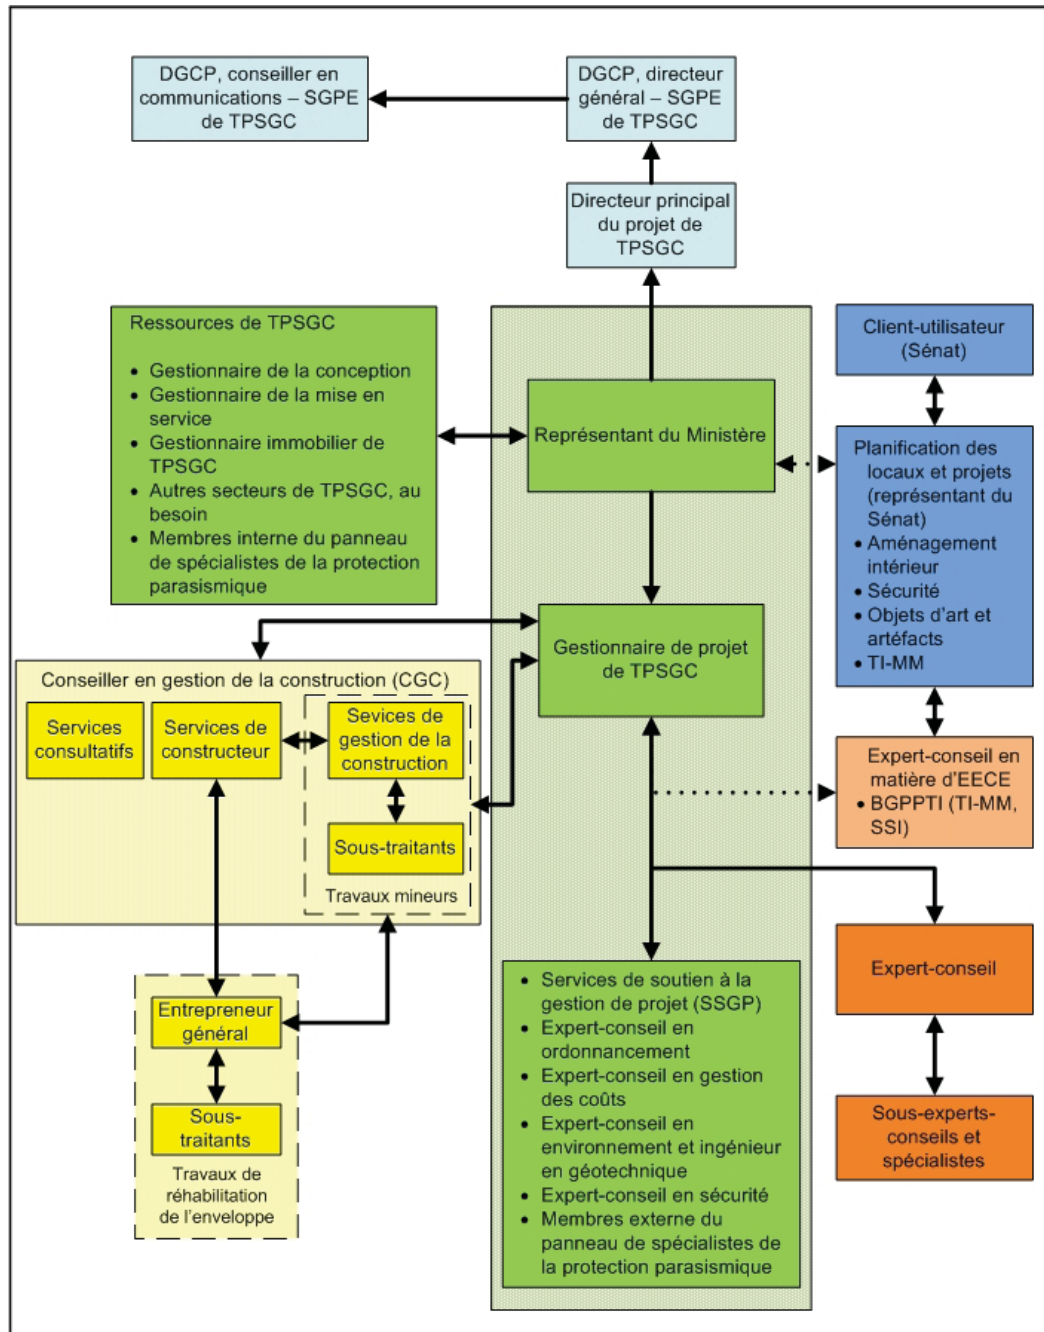 DGCP, conseiller en
communications – SGPE
de TPSGC
DGCP, directeur
général – SGPE
de TPSGC
Directeur principal
du projet de
TPSGC
Ressources de TPSGC
• Gestionnaire de la conception
• Gestionnaire de la mise en
service
• Gestionnaire immobilier de
TPSGC
• Autres secteurs de TPSGC, au
besoin
• Membres interne du panneau
de spécialistes de la protection
parasismique
Représentant du Ministère
Client-utilisateur
(Sénat)
Planification des
locaux et projets
(représentant du
Sénat)
• Aménagement
intérieur
• Sécurité
• Objets d'art et
artéfacts
• TI-MM
Gestionnaire de projet
de TPSGC
Conseiller en gestion de la construction (CGC)
Services
consultatifs
Services de
constructeur
Sevices de
gestion de la
construction
Sous-traitants
Travaux mineurs
Expert-conseil en
matière d'EECE
• BGPPTI (TI-MM,
SSI)
Expert-conseil
Sous-experts-
conseils et
spécialistes
Entrepreneur
général
Sous-
traitants
Travaux de
réhabilitation
de l'enveloppe
• Services de soutien à la
gestion de projet (SSGP)
• Expert-conseil en
ordonnancement
• Expert-conseil en gestion
des coûts
• Expert-conseil en
environnement et ingénieur
en géotechnique
• Expert-conseil en sécurité
• Membres externe du
panneau de spécialistes de
la protection parasismique